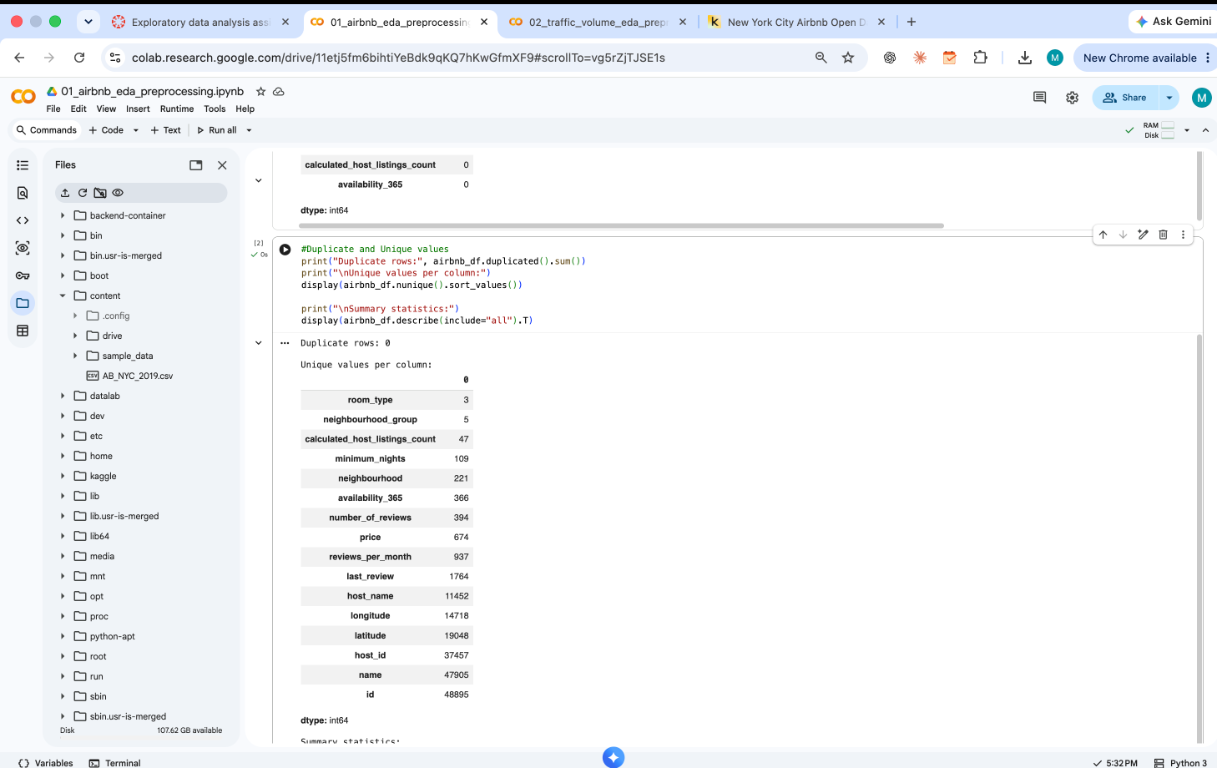 Exploratory data analysis ass
01_airbnb_eda_preprocessing
02_traffic_volume_eda_prep
New York City Airbnb Open D
Ask Gemini
colab.research.google.com/drive/11etj5fm6bihtiYeBdk9qKQ7hKwGfmXF9#scrollTo=vg5rZjTJSE1s
M
New Chrome available
01_airbnb_eda_preprocessing.ipynb
File Edit View Insert Runtime Tools Help
Share
M
Commands + Code + Text Run all
RAM
Disk
Files
backend-container
bin
bin.usr-is-merged
boot
content
.config
drive
sample_data
AB_NYC_2019.csv
datalab
dev
etc
home
kaggle
lib
lib.usr-is-merged
lib64
media
mnt
opt
proc
python-apt
root
run
sbin
sbin.usr-is-merged
Disk 107.62 GB available
calculated_host_listings_count 0
availability_365 0
dtype: int64
[2]
0s
#Duplicate and Unique values
print("Duplicate rows:", airbnb_df.duplicated().sum())
print("\nUnique values per column:")
display(airbnb_df.nunique().sort_values())
print("\nSummary statistics:")
display(airbnb_df.describe(include="all").T)
Duplicate rows: 0
Unique values per column:
0
room_type 3
neighbourhood_group 5
calculated_host_listings_count 47
minimum_nights 109
neighbourhood 221
availability_365 366
number_of_reviews 394
price 674
reviews_per_month 937
last_review 1764
host_name 11452
longitude 14718
latitude 19048
host_id 37457
name 47905
id 48895
dtype: int64
Summary statistics:
Variables Terminal
5:32 PM Python 3